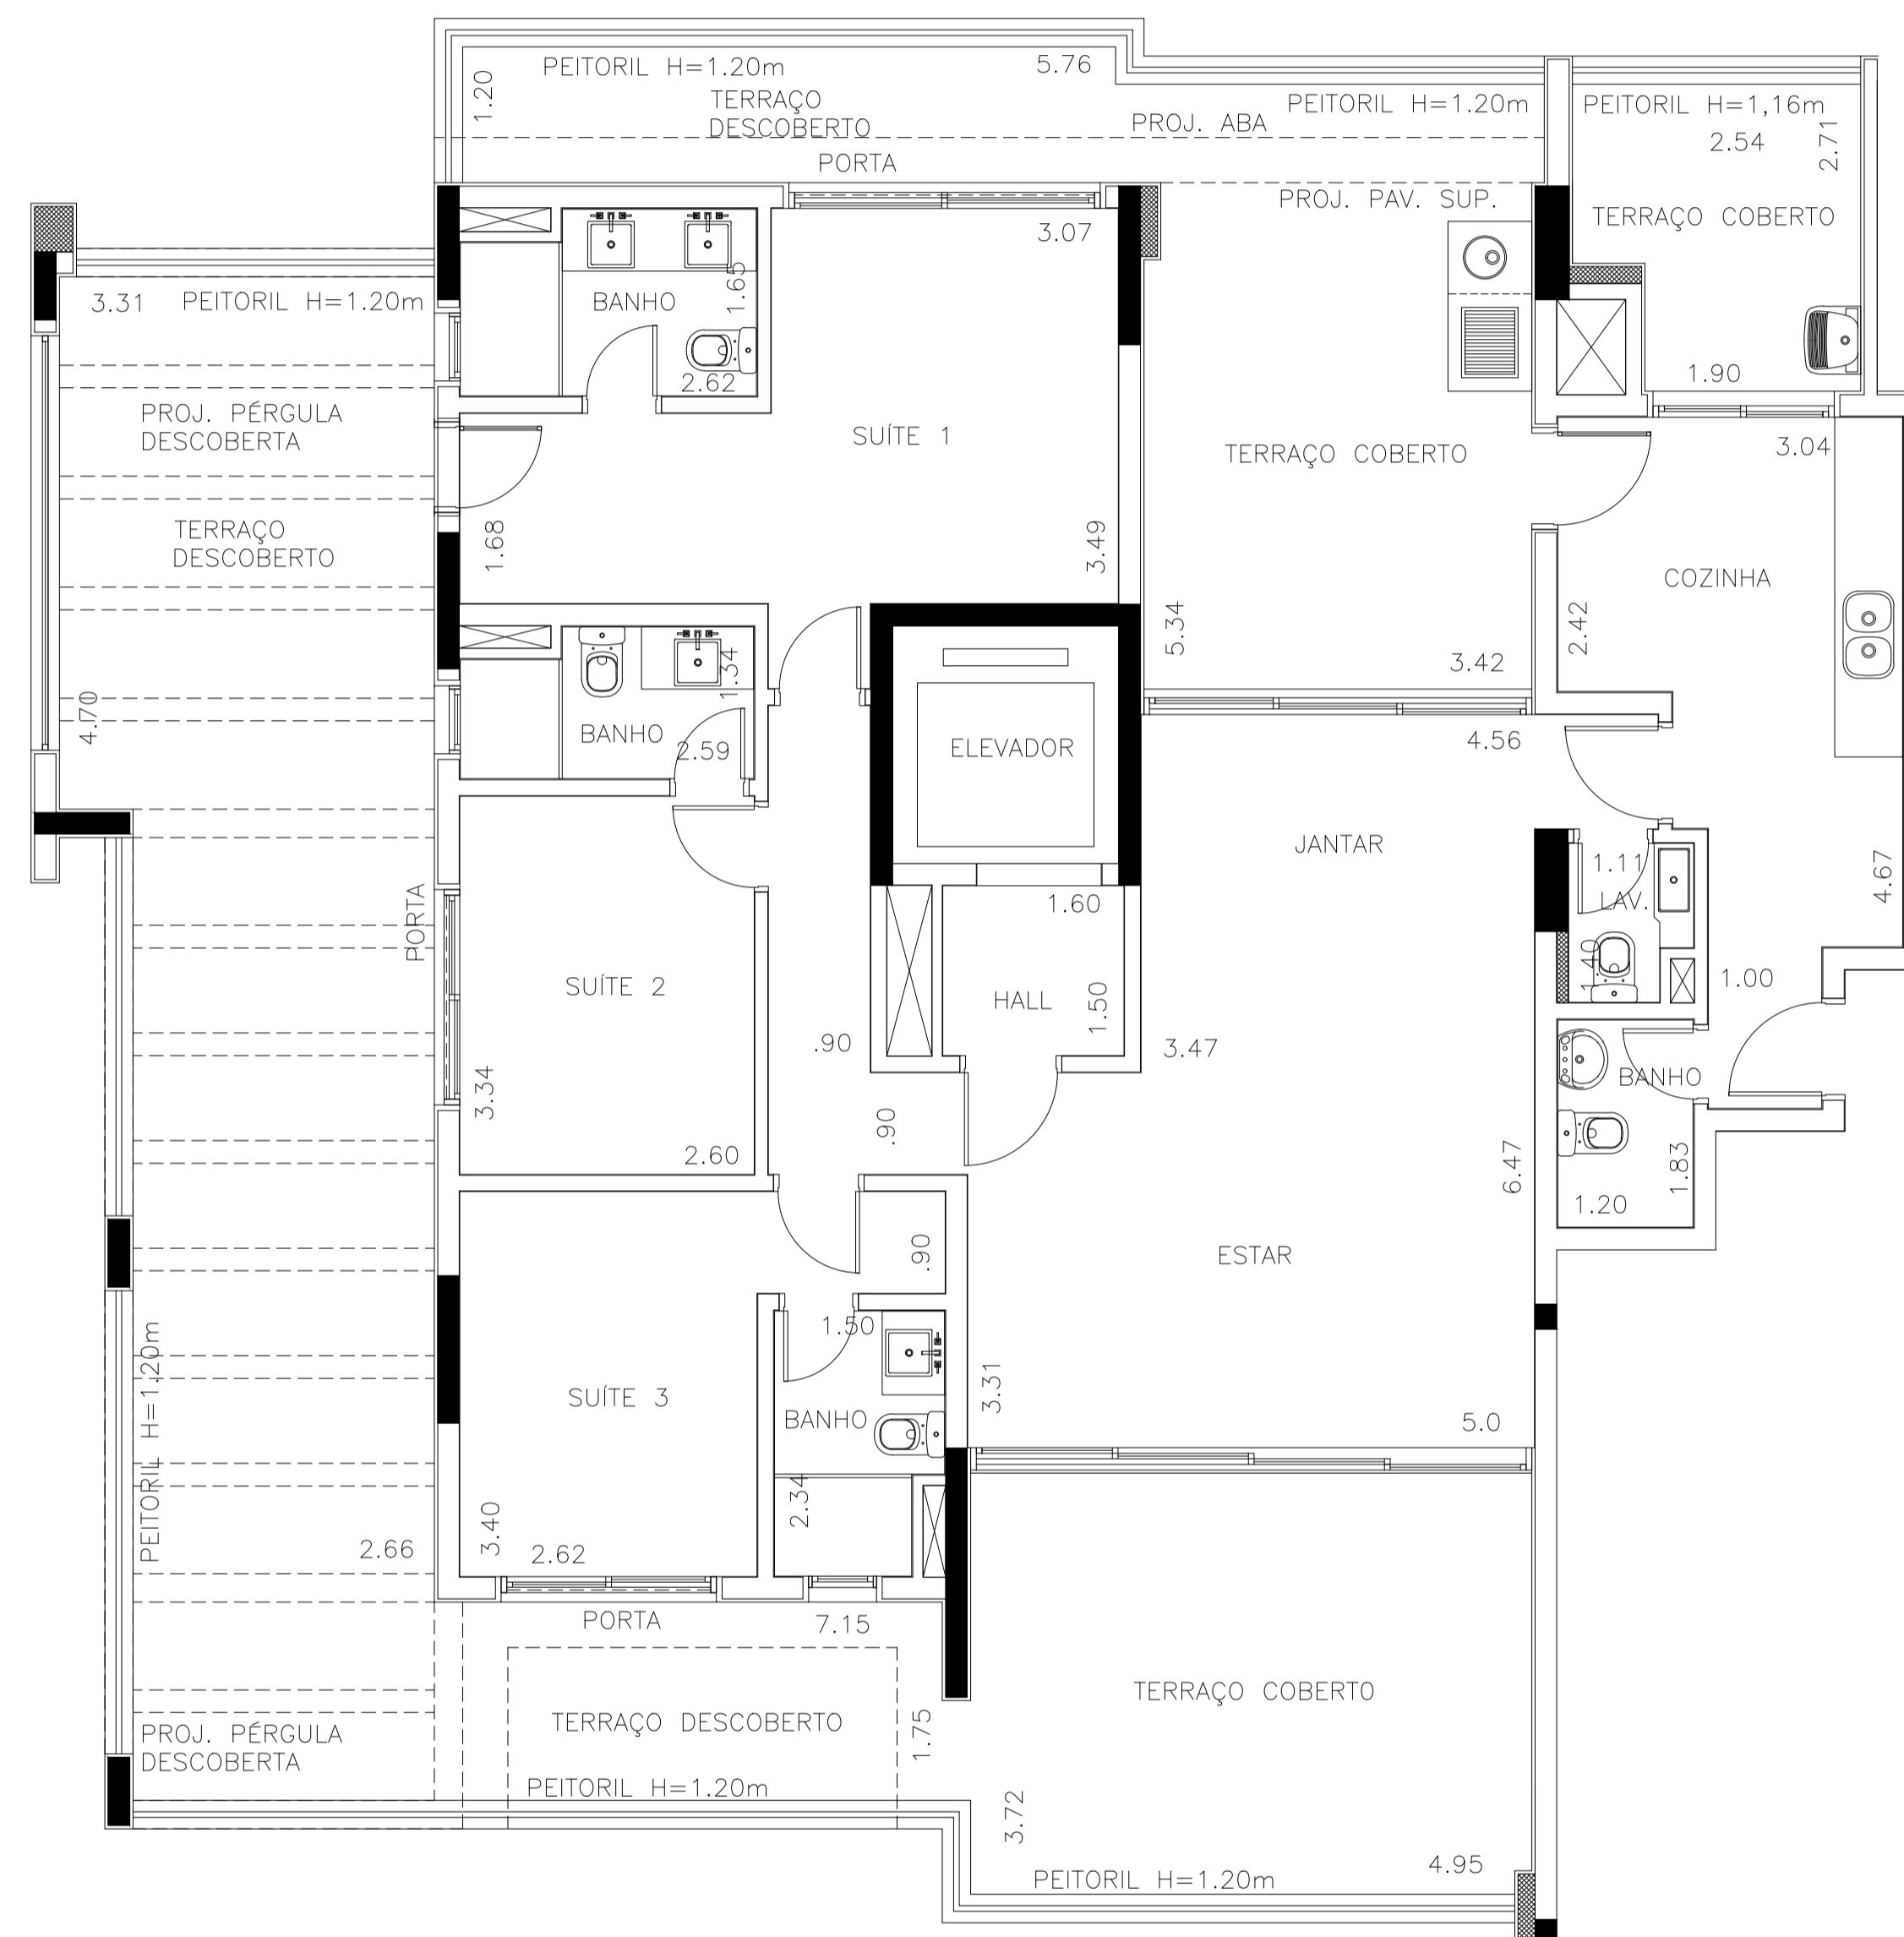 PEITORIL H=1.20m
5.76
1.20
TERRAÇO
DESCOBERTO
PEITORIL H=1.20m
PROJ. ABA
PORTA
PEITORIL H=1,16m
2.54
2.71
TERRAÇO COBERTO
1.90
PROJ. PAV. SUP.
3.07
3.31
PEITORIL H=1.20m
BANHO
1.65
2.62
PROJ. PÉRGULA
DESCOBERTA
SUÍTE 1
TERRAÇO COBERTO
3.04
TERRAÇO
DESCOBERTO
1.68
3.49
COZINHA
5.34
2.42
3.42
4.70
1.34
BANHO
2.59
ELEVADOR
4.56
JANTAR
1.11
LAV.
4.67
PORTA
1.60
1.40
1.00
SUÍTE 2
HALL
1.50
.90
3.47
3.34
BANHO
.90
2.60
6.47
1.83
1.20
.90
ESTAR
PEITORIL H=1.20m
1.50
SUÍTE 3
3.31
BANHO
5.0
3.40
2.34
2.66
2.62
PORTA
7.15
TERRAÇO COBERTO
TERRAÇO DESCOBERTO
1.75
PROJ. PÉRGULA
DESCOBERTA
PEITORIL H=1.20m
3.72
4.95
PEITORIL H=1.20m